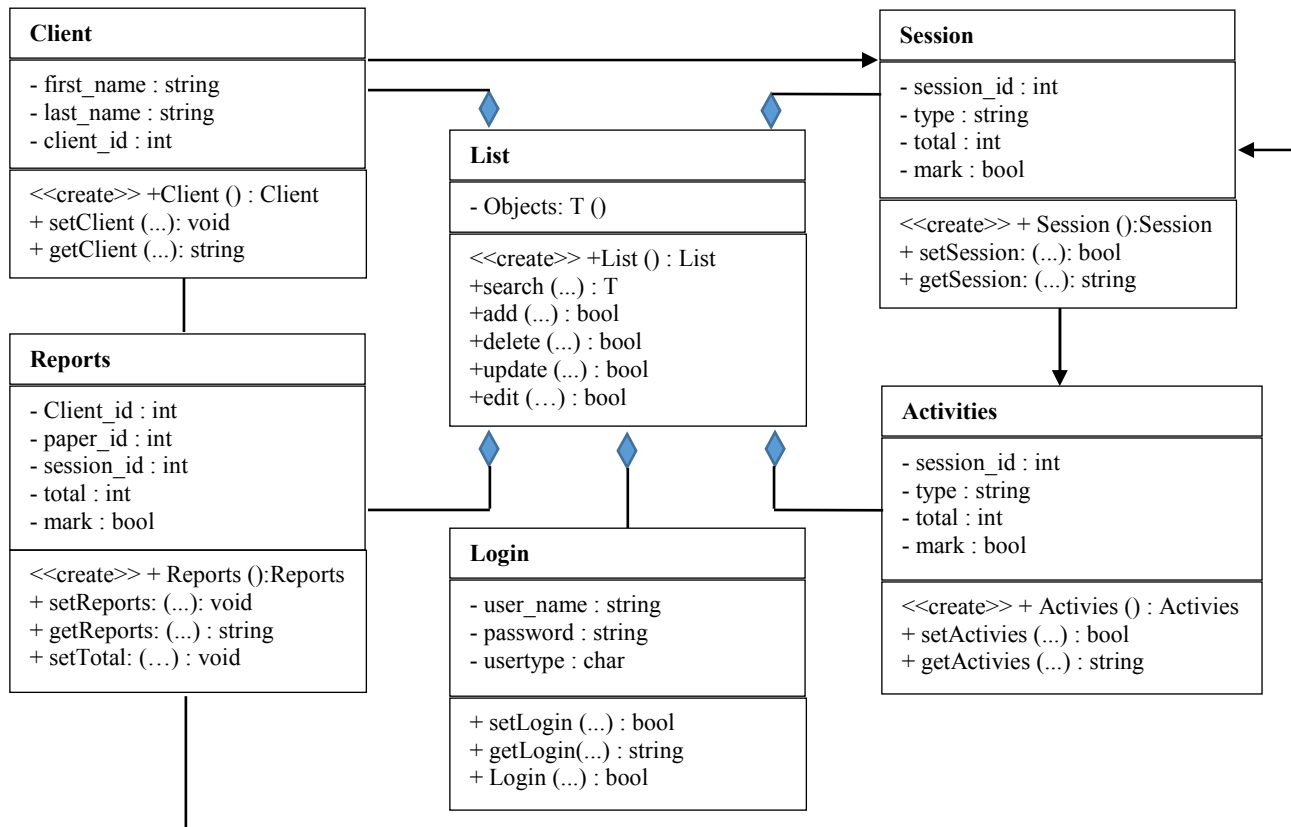 Client
- first_name : string
- last_name : string
- client_id : int
<<create>> +Client () : Client
+ setClient (...): void
+ getClient (...): string
Session
- session_id : int
- type : string
- total : int
- mark : bool
<<create>> + Session ():Session
+ setSession: (...): bool
+ getSession: (...): string
List
- Objects: T ()
<<create>> +List () : List
+search (...) : T
+add (...) : bool
+delete (...) : bool
+update (...) : bool
+edit (…) : bool
Reports
- Client_id : int
- paper_id : int
- session_id : int
- total : int
- mark : bool
<<create>> + Reports ():Reports
+ setReports: (...): void
+ getReports: (...) : string
+ setTotal: (…) : void
Login
- user_name : string
- password : string
- usertype : char
+ setLogin (...) : bool
+ getLogin(...) : string
+ Login (...) : bool
Activities
- session_id : int
- type : string
- total : int
- mark : bool
<<create>> + Activies () : Activies
+ setActivies (...) : bool
+ getActivies (...) : string